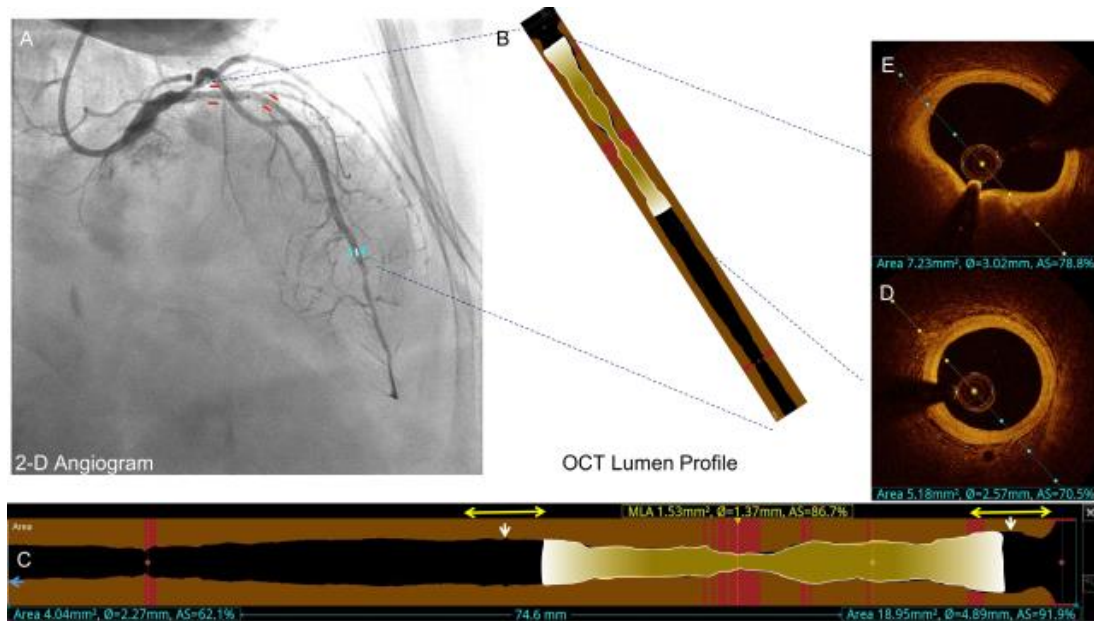 A
B
E
Area 7.23mm², Ø=3.02mm, AS=78.8%
D
Area 5.18mm², Ø=2.57mm, AS=70.5%
2-D Angiogram
OCT Lumen Profile
MLA 1.53mm², Ø=1.37mm, AS=86.7%
Area
C
Area 4.04mm², Ø=2.27mm, AS=62.1%
74.6 mm
Area 18.95mm², Ø=4.89mm, AS=91.9%